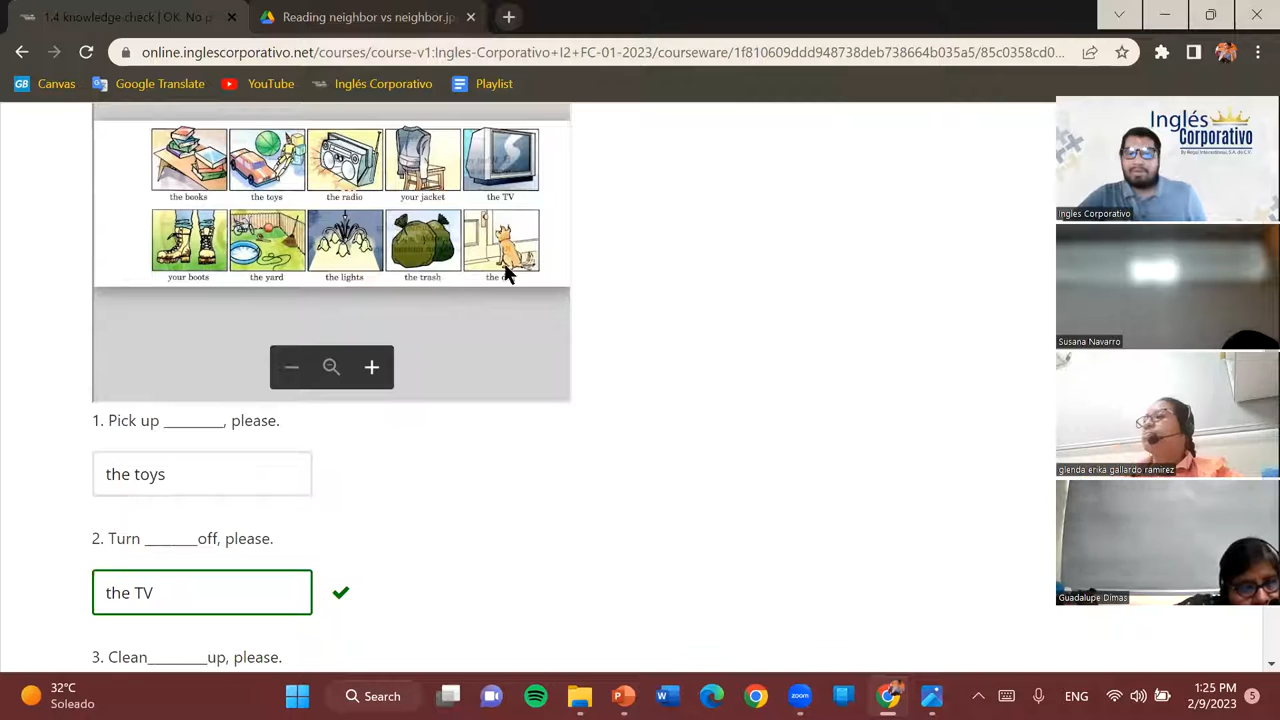 1.4 knowledge check | OK. No p
Reading neighbor vs neighbor.jp
online.inglescorporativo.net/courses/course-v1:Ingles-Corporativo+I2+FC-01-2023/courseware/1f810609ddd948738deb738664b035a5/85c0358cd0...
GB Canvas
Google Translate
YouTube
Inglés Corporativo
Playlist
the books
the toys
the radio
your jacket
the TV
your boots
the yard
the lights
the trash
the
1. Pick up ________, please.
the toys
2. Turn _______off, please.
the TV
3. Clean________up, please.
Inglés
Corporativo
Ingles Corporativo
Susana Navarro
glenda erika gallardo ramirez
Guadalupe Dimas
32°C
Soleado
Search
zoom
ENG
1:25 PM
2/9/2023
5